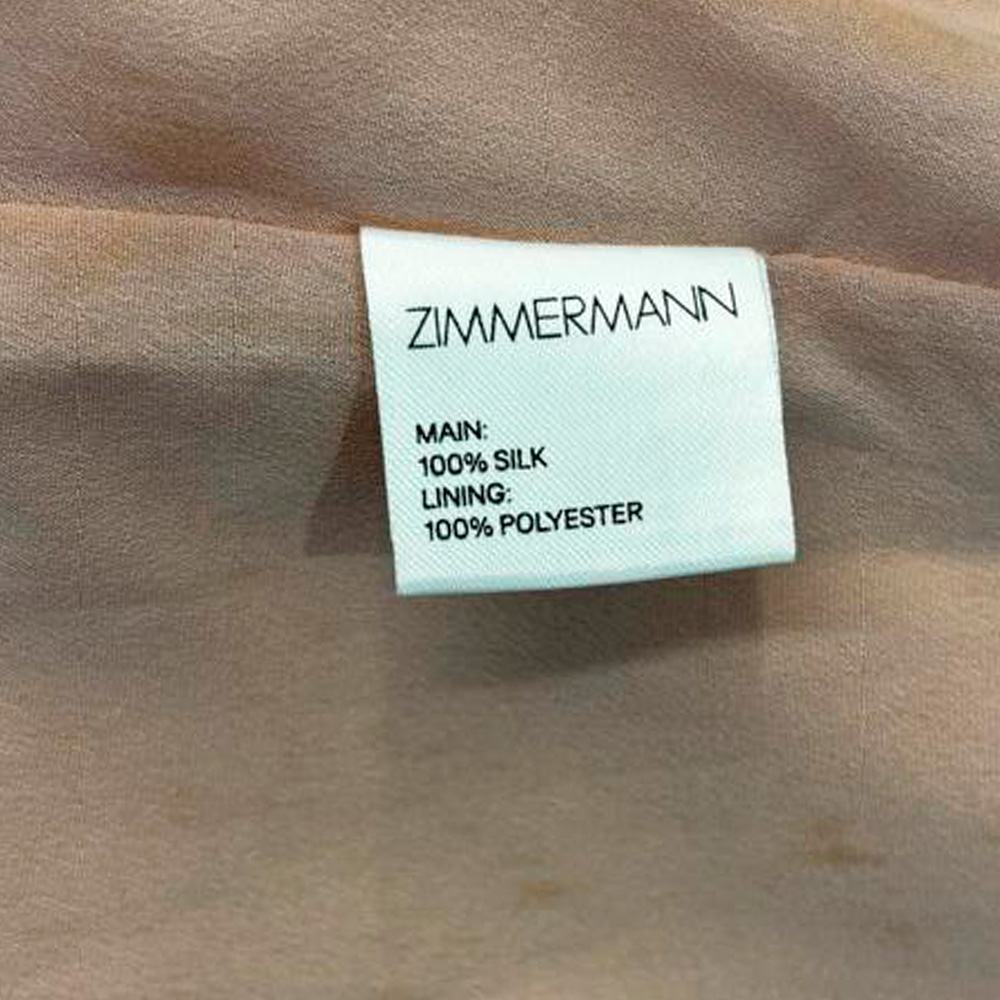 ZIMMERMANN
MAIN:
100% SILK
LINING:
100% POLYESTER